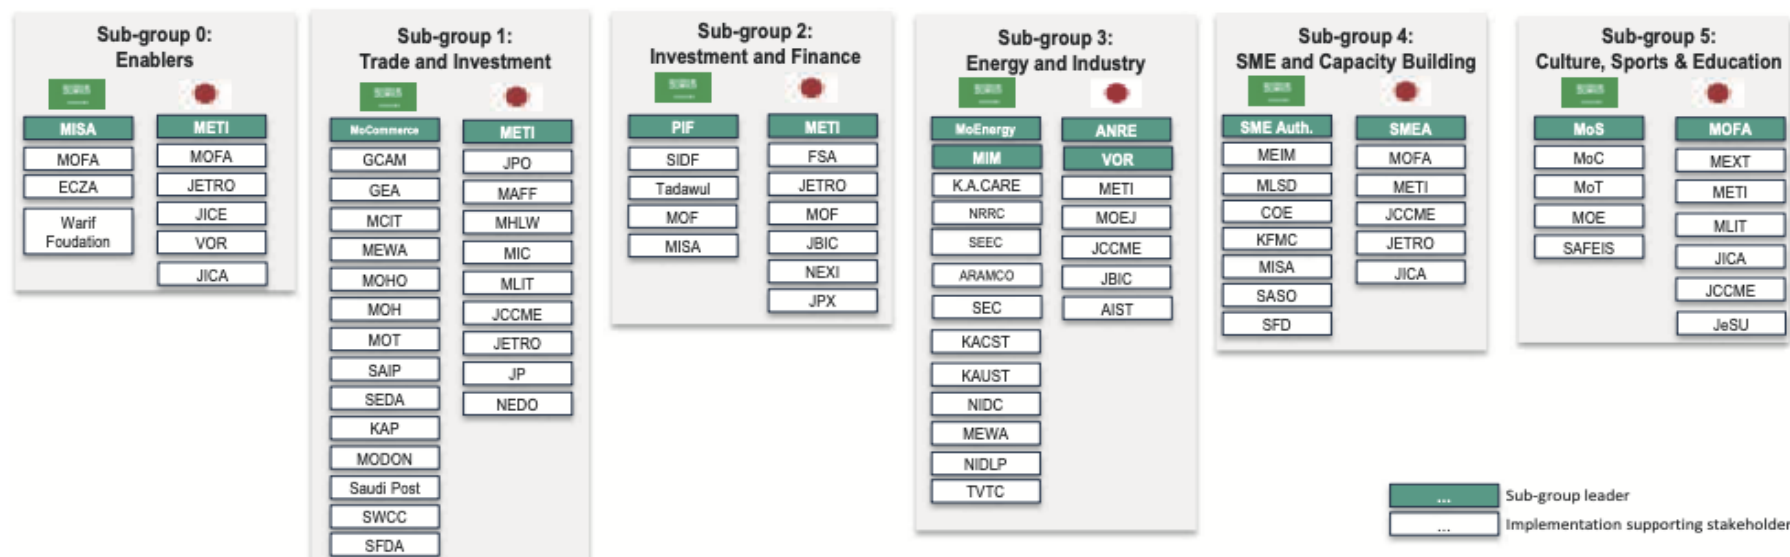 Sub-group 0:
Enablers
MISA
MOFA
ECZA
Warif
Foudation
METI
MOFA
JETRO
JICE
VOR
JICA
Sub-group 1:
Trade and Investment
MoCommerce
GCAM
GEA
MCIT
MEWA
MOHO
MOH
MOT
SAIP
SEDA
KAP
MODON
Saudi Post
SWCC
SFDA
METI
JPO
MAFF
MHLW
MIC
MLIT
JCCME
JETRO
JP
NEDO
Sub-group 2:
Investment and Finance
PIF
SIDF
Tadawul
MOF
MISA
METI
FSA
JETRO
MOF
JBIC
NEXI
JPX
Sub-group 3:
Energy and Industry
MoEnergy
MIM
K.A.CARE
NRRC
SEEC
ARAMCO
SEC
KACST
KAUST
NIDC
MEWA
NIDLP
TVTC
ANRE
VOR
METI
MOEJ
JCCME
JBIC
AIST
Sub-group 4:
SME and Capacity Building
SME Auth.
MEIM
MLSD
COE
KFMC
MISA
SASO
SFD
SMEA
MOFA
METI
JCCME
JETRO
JICA
Sub-group 5:
Culture, Sports & Education
MoS
MoC
MoT
MOE
SAFEIS
MOFA
MEXT
METI
MLIT
JICA
JCCME
JeSU
... Sub-group leader
... Implementation supporting stakeholder